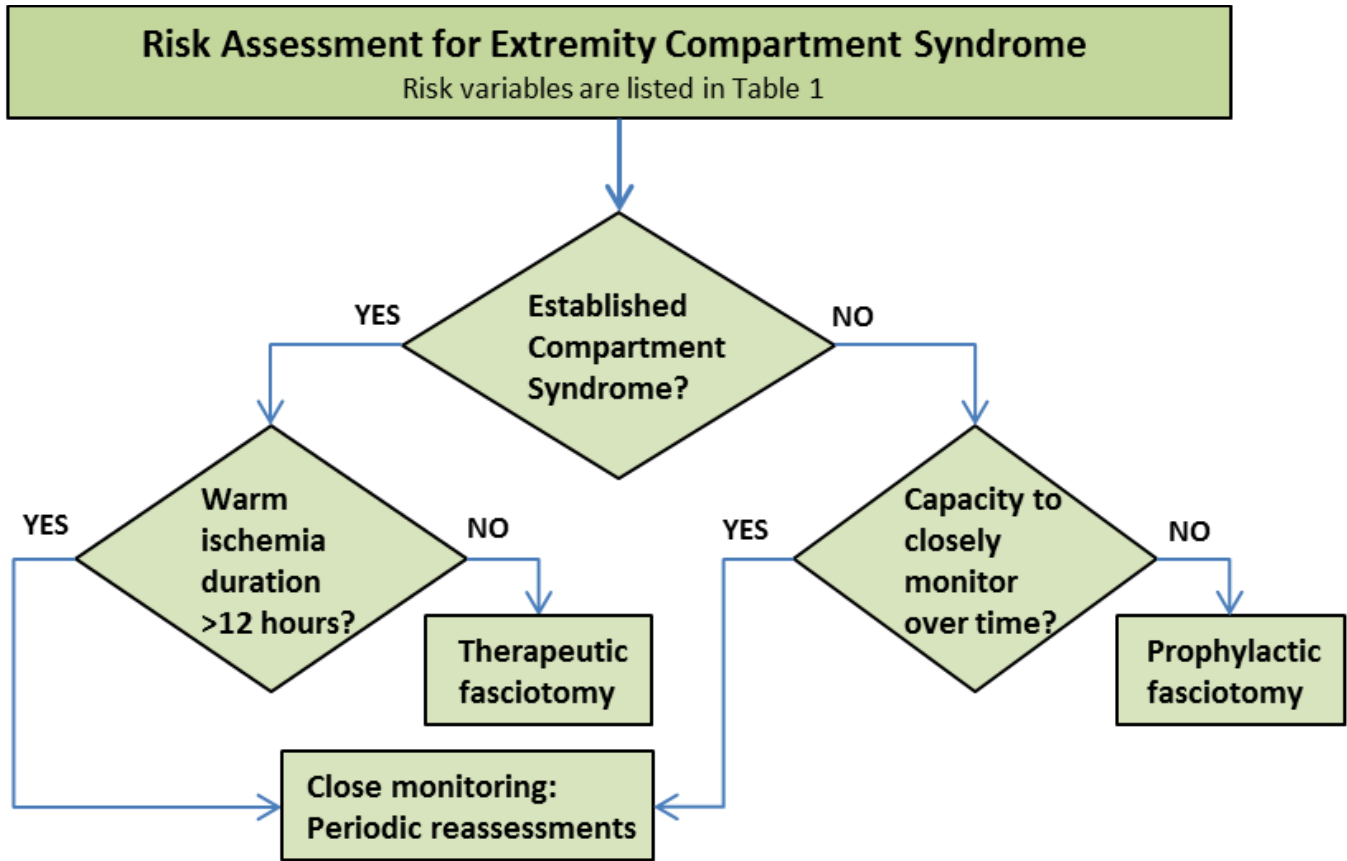 Risk Assessment for Extremity Compartment Syndrome
Risk variables are listed in Table 1
YES
Established
Compartment
Syndrome?
NO
YES
Warm
ischemia
duration
>12 hours?
NO
Therapeutic
fasciotomy
YES
Capacity to
closely
monitor
over time?
NO
Prophylactic
fasciotomy
Close monitoring:
Periodic reassessments